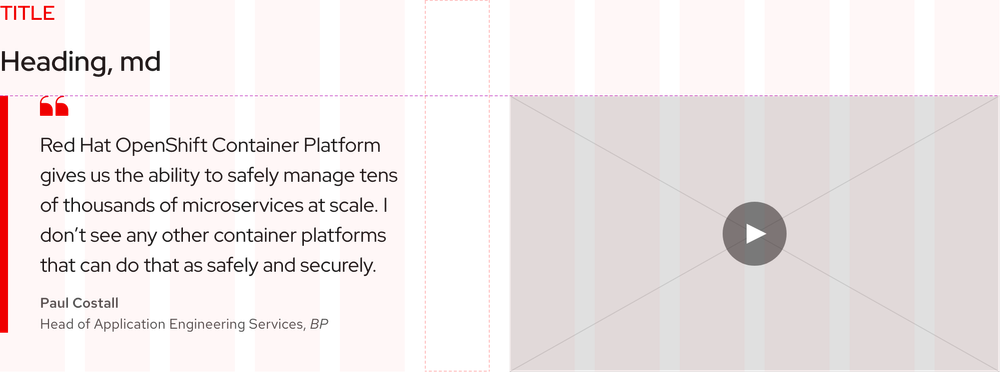 TITLE
Heading, md
❝
Red Hat OpenShift Container Platform
gives us the ability to safely manage tens
of thousands of microservices at scale. I
don’t see any other container platforms
that can do that as safely and securely.
Paul Costall
Head of Application Engineering Services, BP